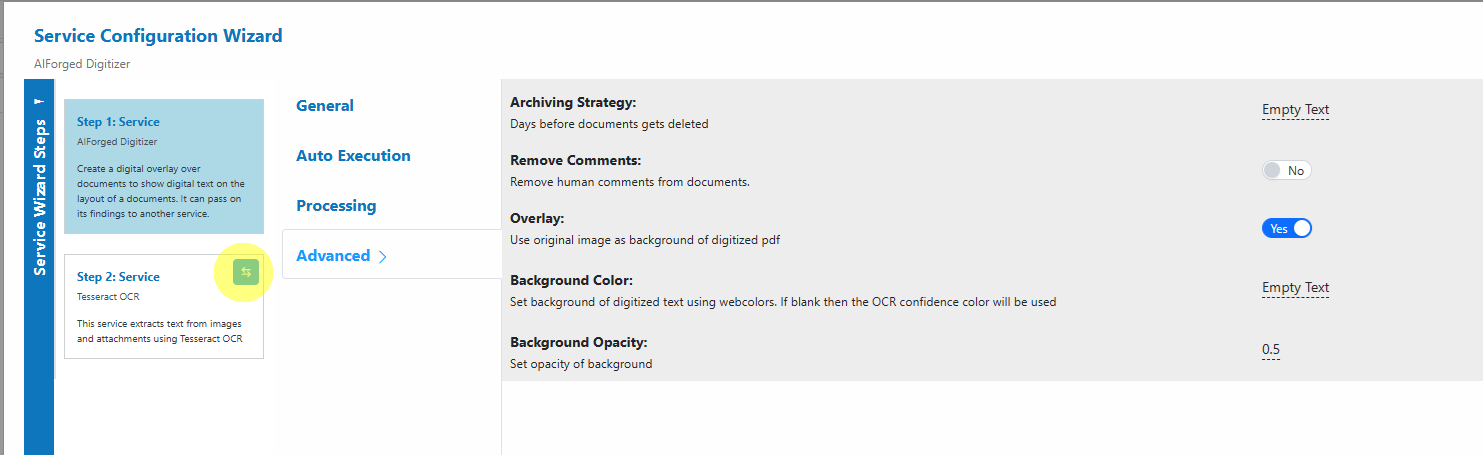 Service Configuration Wizard
AIForged Digitizer
Service Wizard Steps
Step 1: Service
AIForged Digitizer
Create a digital overlay over
documents to show digital text on the
layout of a documents. It can pass on
its findings to another service.
Step 2: Service
Tesseract OCR
This service extracts text from images
and attachments using Tesseract OCR
General
Auto Execution
Processing
Advanced
Archiving Strategy:
Days before documents gets deleted
Empty Text
Remove Comments:
Remove human comments from documents.
No
Overlay:
Use original image as background of digitized pdf
Yes
Background Color:
Set background of digitized text using webcolors. If blank then the OCR confidence color will be used
Empty Text
Background Opacity:
Set opacity of background
0.5